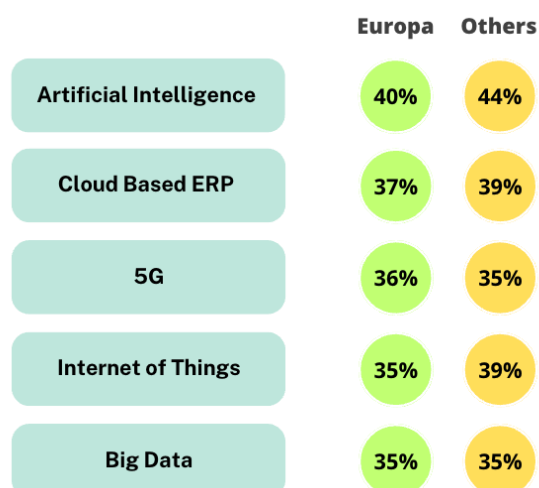 Europa Others
Artificial Intelligence 40% 44%
Cloud Based ERP 37% 39%
5G 36% 35%
Internet of Things 35% 39%
Big Data 35% 35%